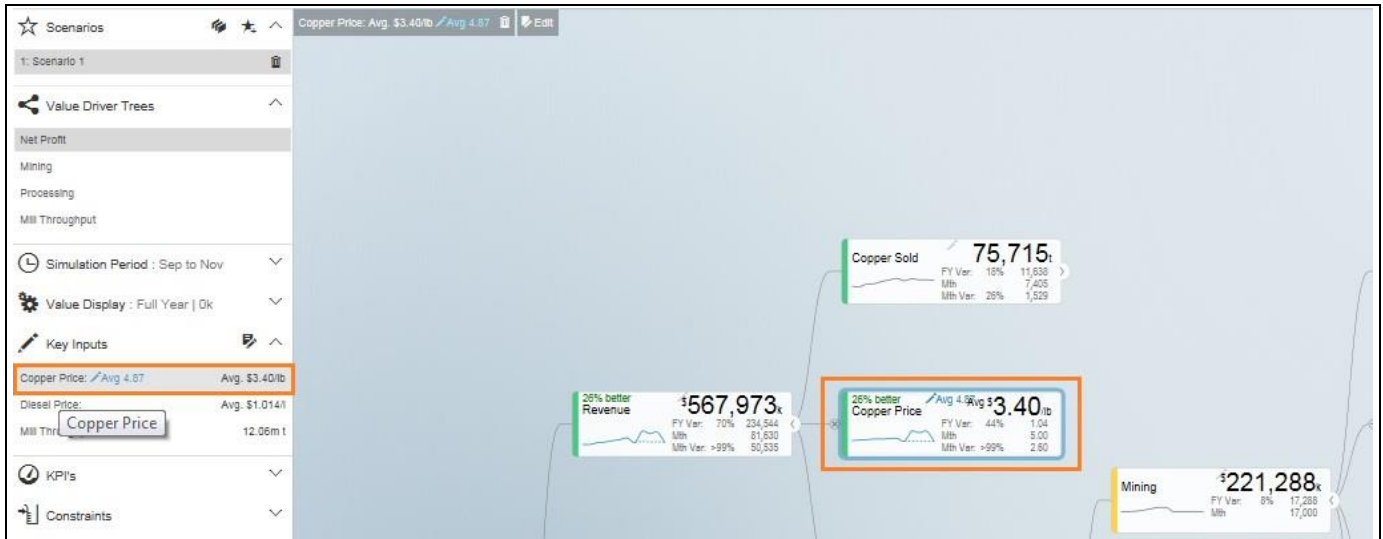 Scenarios
1: Scenario 1
Value Driver Trees
Net Profit
Mining
Processing
Mill Throughput
Simulation Period : Sep to Nov
Value Display : Full Year | 0k
Key Inputs
Copper Price: Avg 4.87 Avg. $3.40/lb
Diesel Price: Avg. $1.014/l
Mill Thr 12.06m t
Copper Price
KPI's
Constraints
Copper Price: Avg. $3.40/lb Avg 4.87 Edit
Copper Sold 75,715t
FY Var: 18% 11,638
Mth 7,405
Mth Var: 26% 1,529
26% better
Revenue $567,973k
FY Var: 70% 234,544
Mth 81,630
Mth Var: >99% 50,535
26% better Avg 4.87 Avg $3.40/lb
Copper Price
FY Var: 44% 1.04
Mth 5.00
Mth Var: >99% 2.60
Mining $221,288k
FY Var: 8% 17,288
Mth 17,000